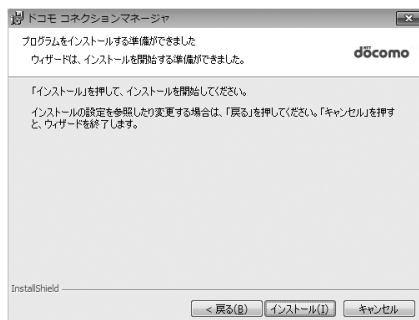 ドコモ コネクションマネージャ
プログラムをインストールする準備ができました
ウィザードは、インストールを開始する準備ができました。
döcomo
「インストール」を押して、インストールを開始してください。
インストールの設定を参照したり変更する場合は、「戻る」を押してください。「キャンセル」を押す
と、ウィザードを終了します。
InstallShield
< 戻る(B)
インストール(I)
キャンセル